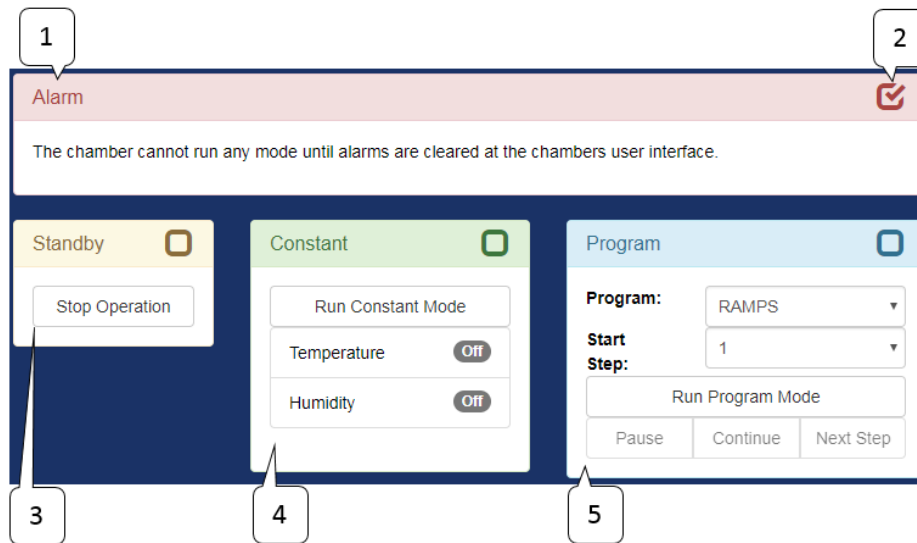 1
2
Alarm
The chamber cannot run any mode until alarms are cleared at the chambers user interface.
Standby
Stop Operation
Constant
Run Constant Mode
Temperature Off
Humidity Off
Program
Program: RAMPS
Start
Step: 1
Run Program Mode
Pause Continue Next Step
3
4
5